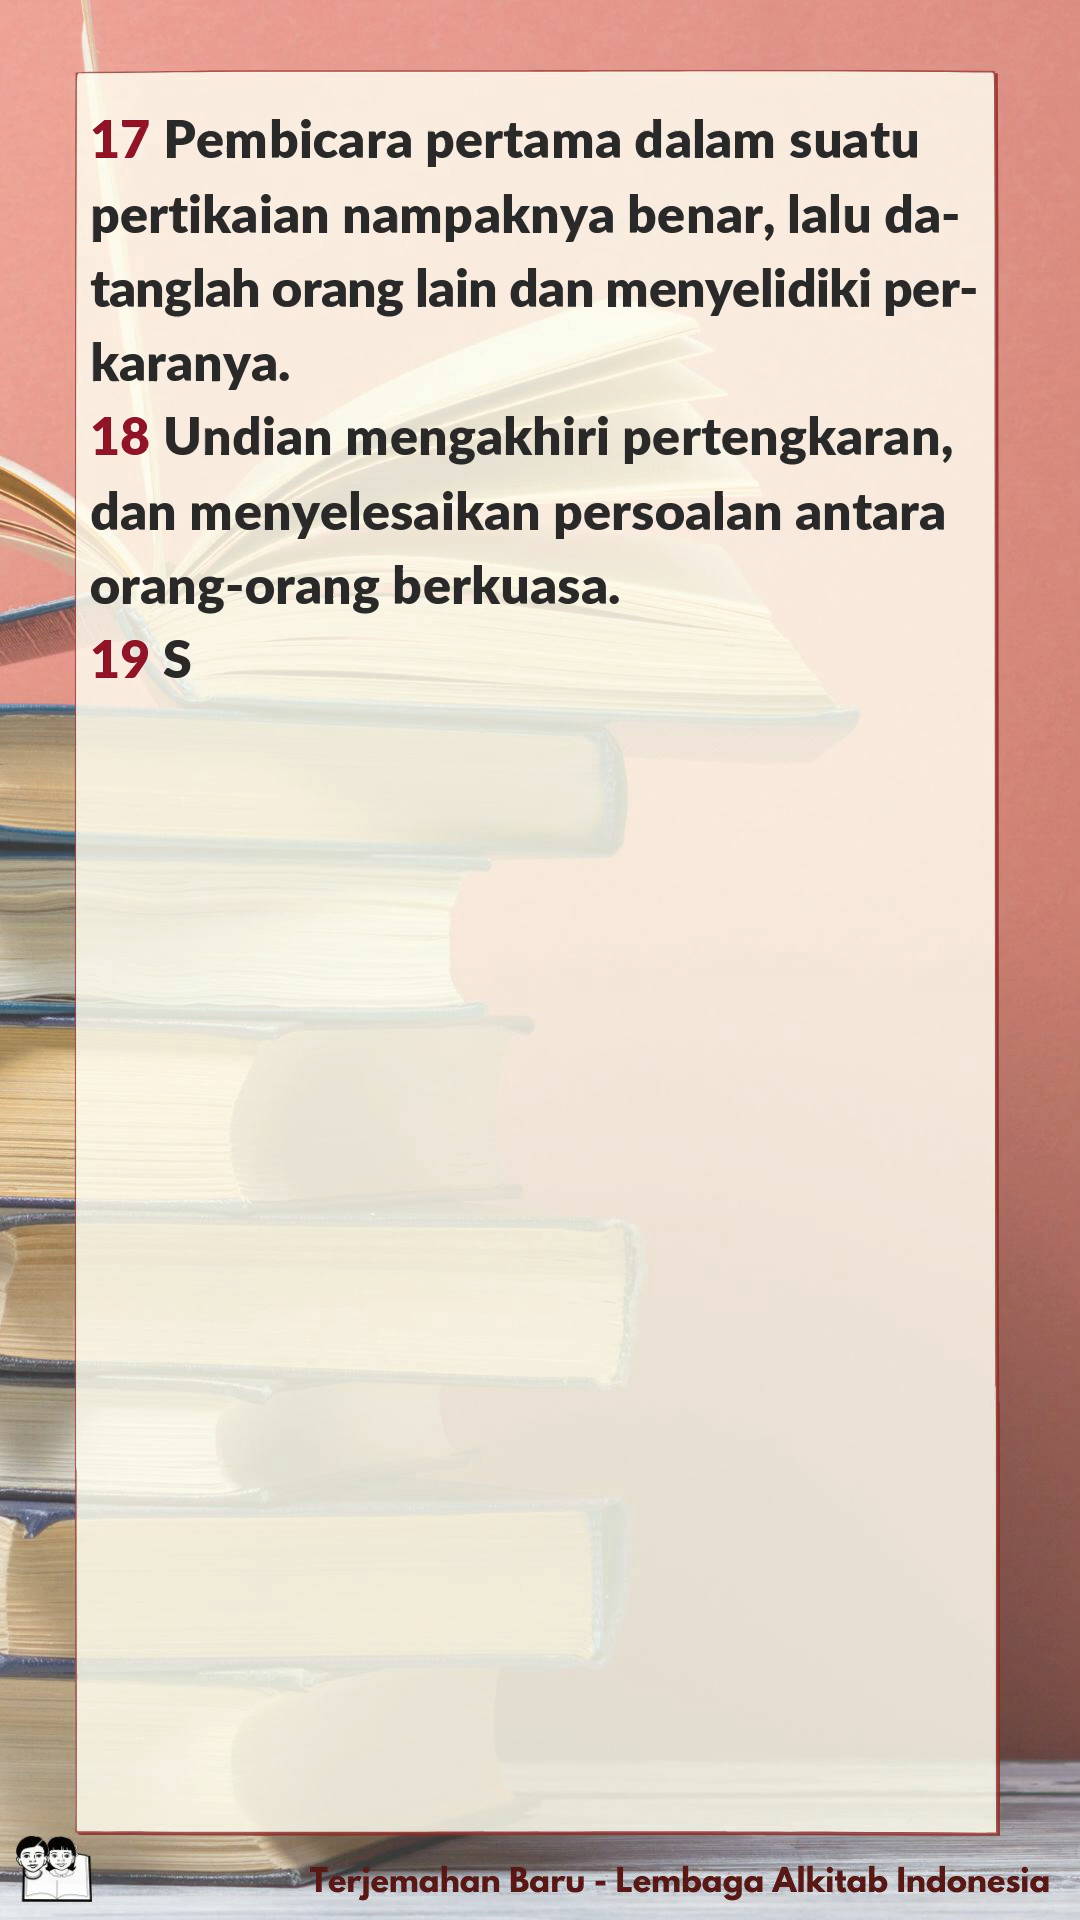 17 Pembicara pertama dalam suatu
pertikaian nampaknya benar, lalu da-
tanglah orang lain dan menyelidiki per-
karanya.
18 Undian mengakhiri pertengkaran,
dan menyelesaikan persoalan antara
orang-orang berkuasa.
19 S
Terjemahan Baru - Lembaga Alkitab Indonesia